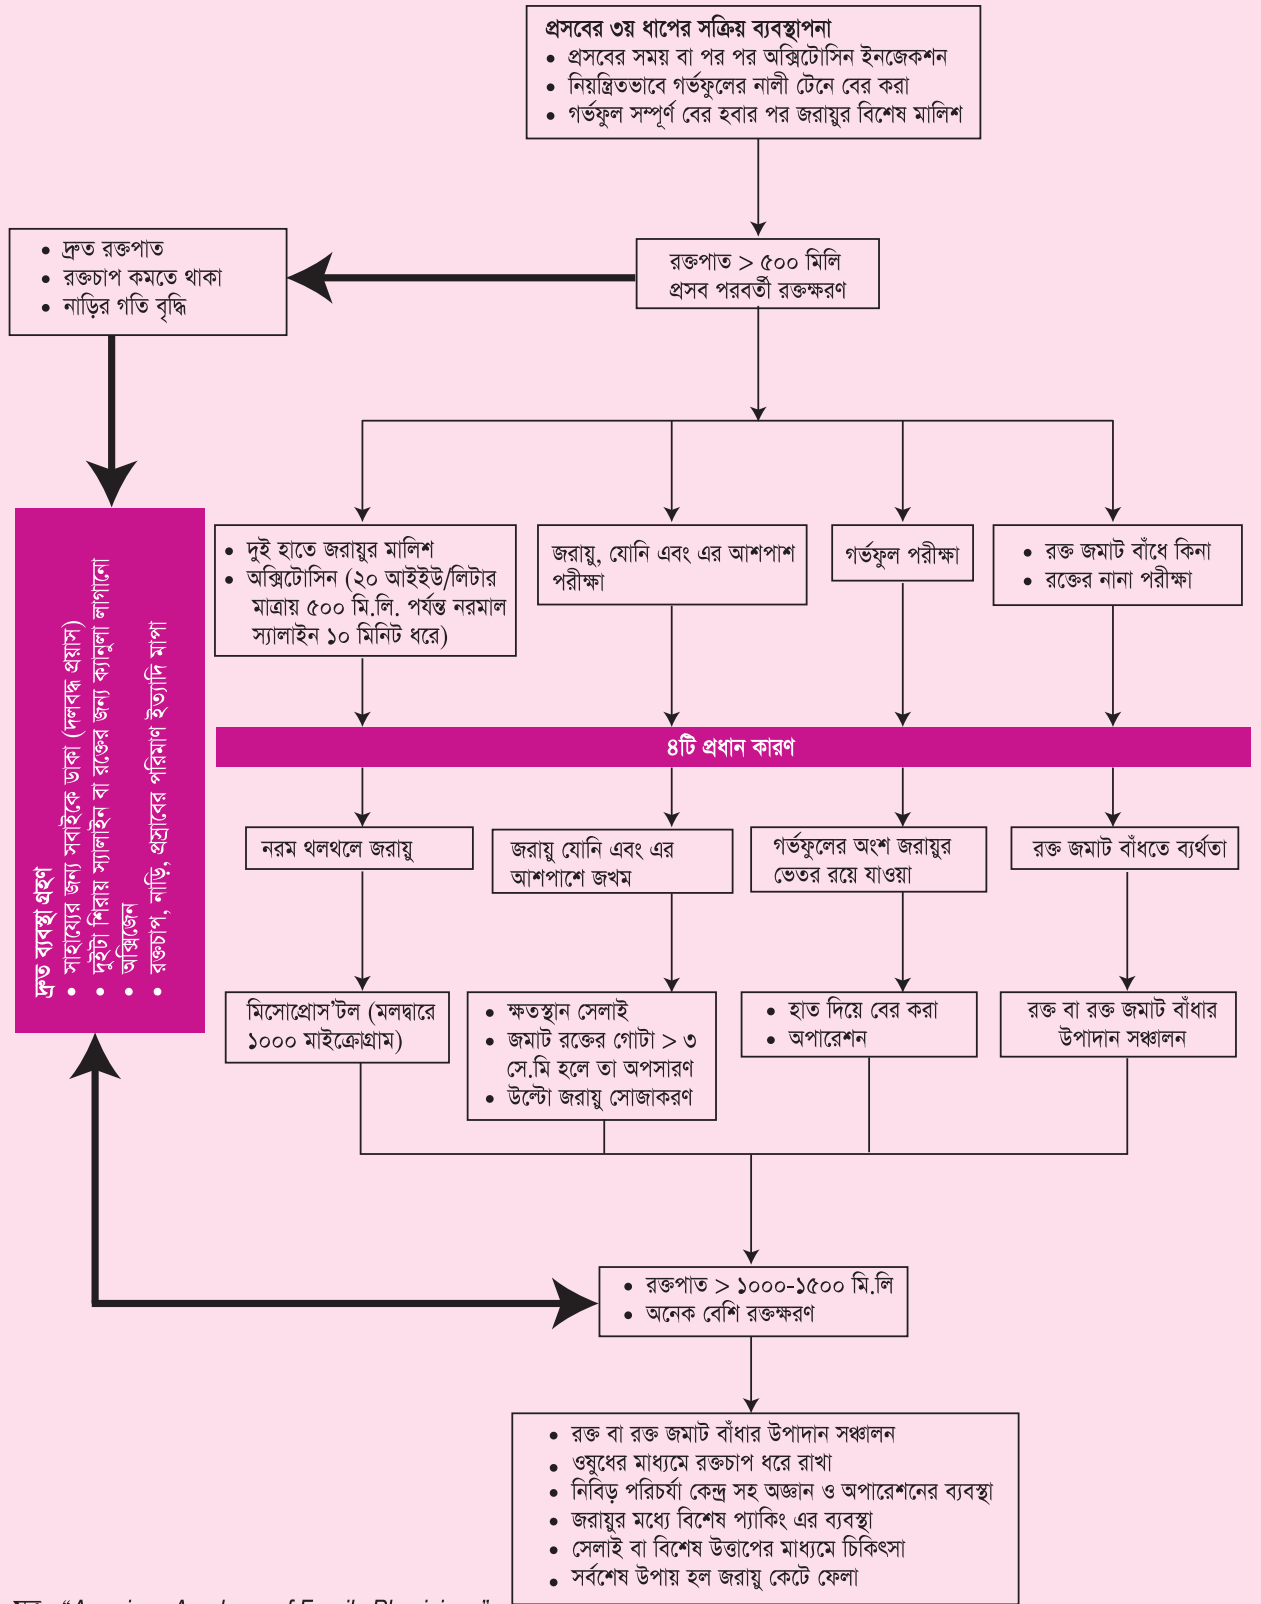 প্রসবের ৩য় ধাপের সক্রিয় ব্যবস্থাপনা
• প্রসবের সময় বা পর পর অক্সিটোসিন ইনজেকশন
• নিয়ন্ত্রিতভাবে গর্ভফুলের নালী টেনে বের করা
• গর্ভফুল সম্পূর্ণ বের হবার পর জরায়ুর বিশেষ মালিশ
• দ্রুত রক্তপাত
• রক্তচাপ কমতে থাকা
• নাড়ির গতি বৃদ্ধি
রক্তপাত > ৫০০ মিলি
প্রসব পরবর্তী রক্তক্ষরণ
দ্রুত ব্যবস্থা গ্রহণ
• সাহায্যের জন্য সবাইকে ডাকা (দলবদ্ধ প্রয়াস)
• দুইটা শিরায় স্যালাইন বা রক্তের জন্য ক্যানুলা লাগানো
• অক্সিজেন
• রক্তচাপ, নাড়ি, প্রস্রাবের পরিমাণ ইত্যাদি মাপা
• দুই হাতে জরায়ুর মালিশ
• অক্সিটোসিন (২০ আইইউ/লিটার
মাত্রায় ৫০০ মি.লি. পর্যন্ত নরমাল
স্যালাইন ১০ মিনিট ধরে)
জরায়ু, যোনি এবং এর আশপাশ
পরীক্ষা
গর্ভফুল পরীক্ষা
• রক্ত জমাট বাঁধে কিনা
• রক্তের নানা পরীক্ষা
৪টি প্রধান কারণ
নরম থলথলে জরায়ু
জরায়ু যোনি এবং এর
আশপাশে জখম
গর্ভফুলের অংশ জরায়ুর
ভেতর রয়ে যাওয়া
রক্ত জমাট বাঁধতে ব্যর্থতা
মিসোপ্রোস'টল (মলদ্বারে
১০০০ মাইক্রোগ্রাম)
• ক্ষতস্থান সেলাই
• জমাট রক্তের গোটা > ৩
সে.মি হলে তা অপসারণ
• উল্টো জরায়ু সোজাকরণ
• হাত দিয়ে বের করা
• অপারেশন
রক্ত বা রক্ত জমাট বাঁধার
উপাদান সঞ্চালন
• রক্তপাত > ১০০০-১৫০০ মি.লি
• অনেক বেশি রক্তক্ষরণ
• রক্ত বা রক্ত জমাট বাঁধার উপাদান সঞ্চালন
• ওষুধের মাধ্যমে রক্তচাপ ধরে রাখা
• নিবিড় পরিচর্যা কেন্দ্র সহ অজ্ঞান ও অপারেশনের ব্যবস্থা
• জরায়ুর মধ্যে বিশেষ প্যাকিং এর ব্যবস্থা
• সেলাই বা বিশেষ উত্তাপের মাধ্যমে চিকিৎসা
• সর্বশেষ উপায় হল জরায়ু কেটে ফেলা